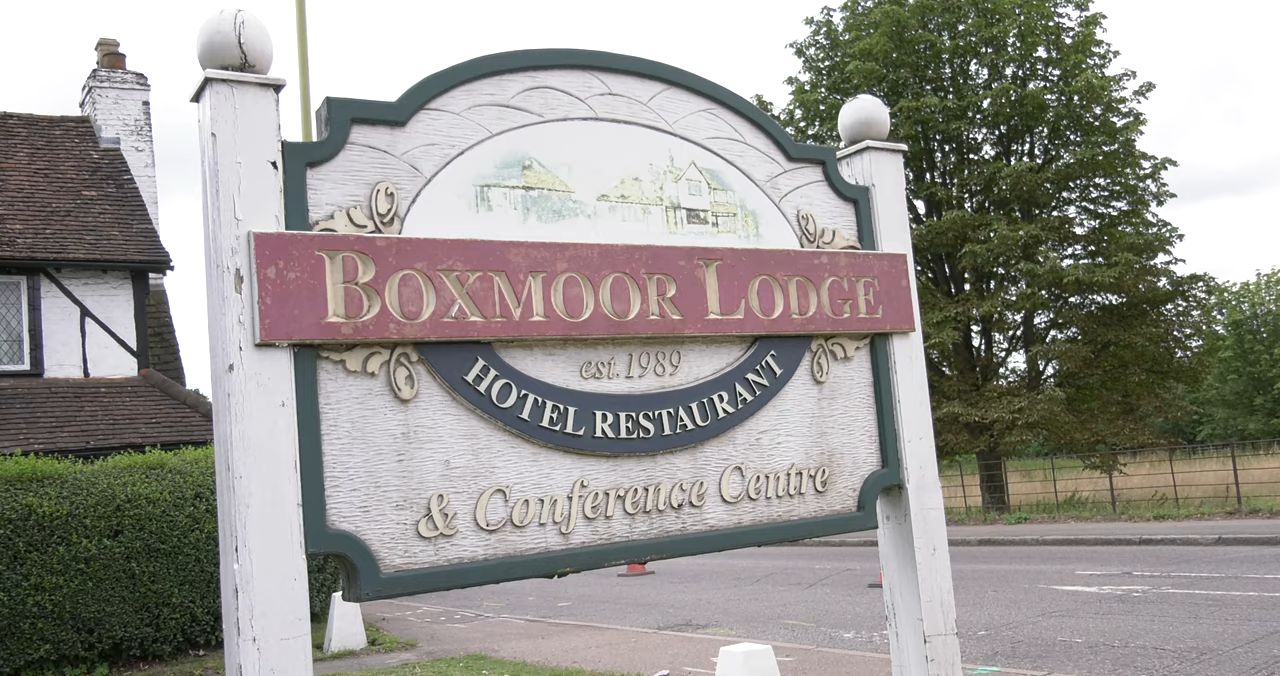 BOXMOOR LODGE
est. 1989
HOTEL RESTAURANT
& Conference Centre